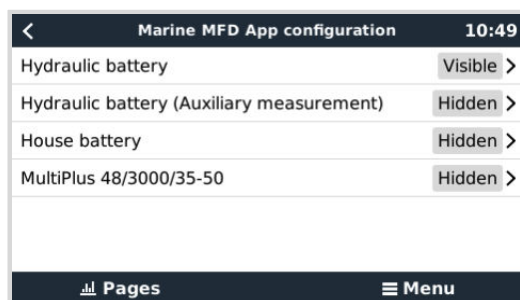 Marine MFD App configuration 10:49
Hydraulic battery Visible
Hydraulic battery (Auxiliary measurement) Hidden
House battery Hidden
MultiPlus 48/3000/35-50 Hidden
Pages Menu